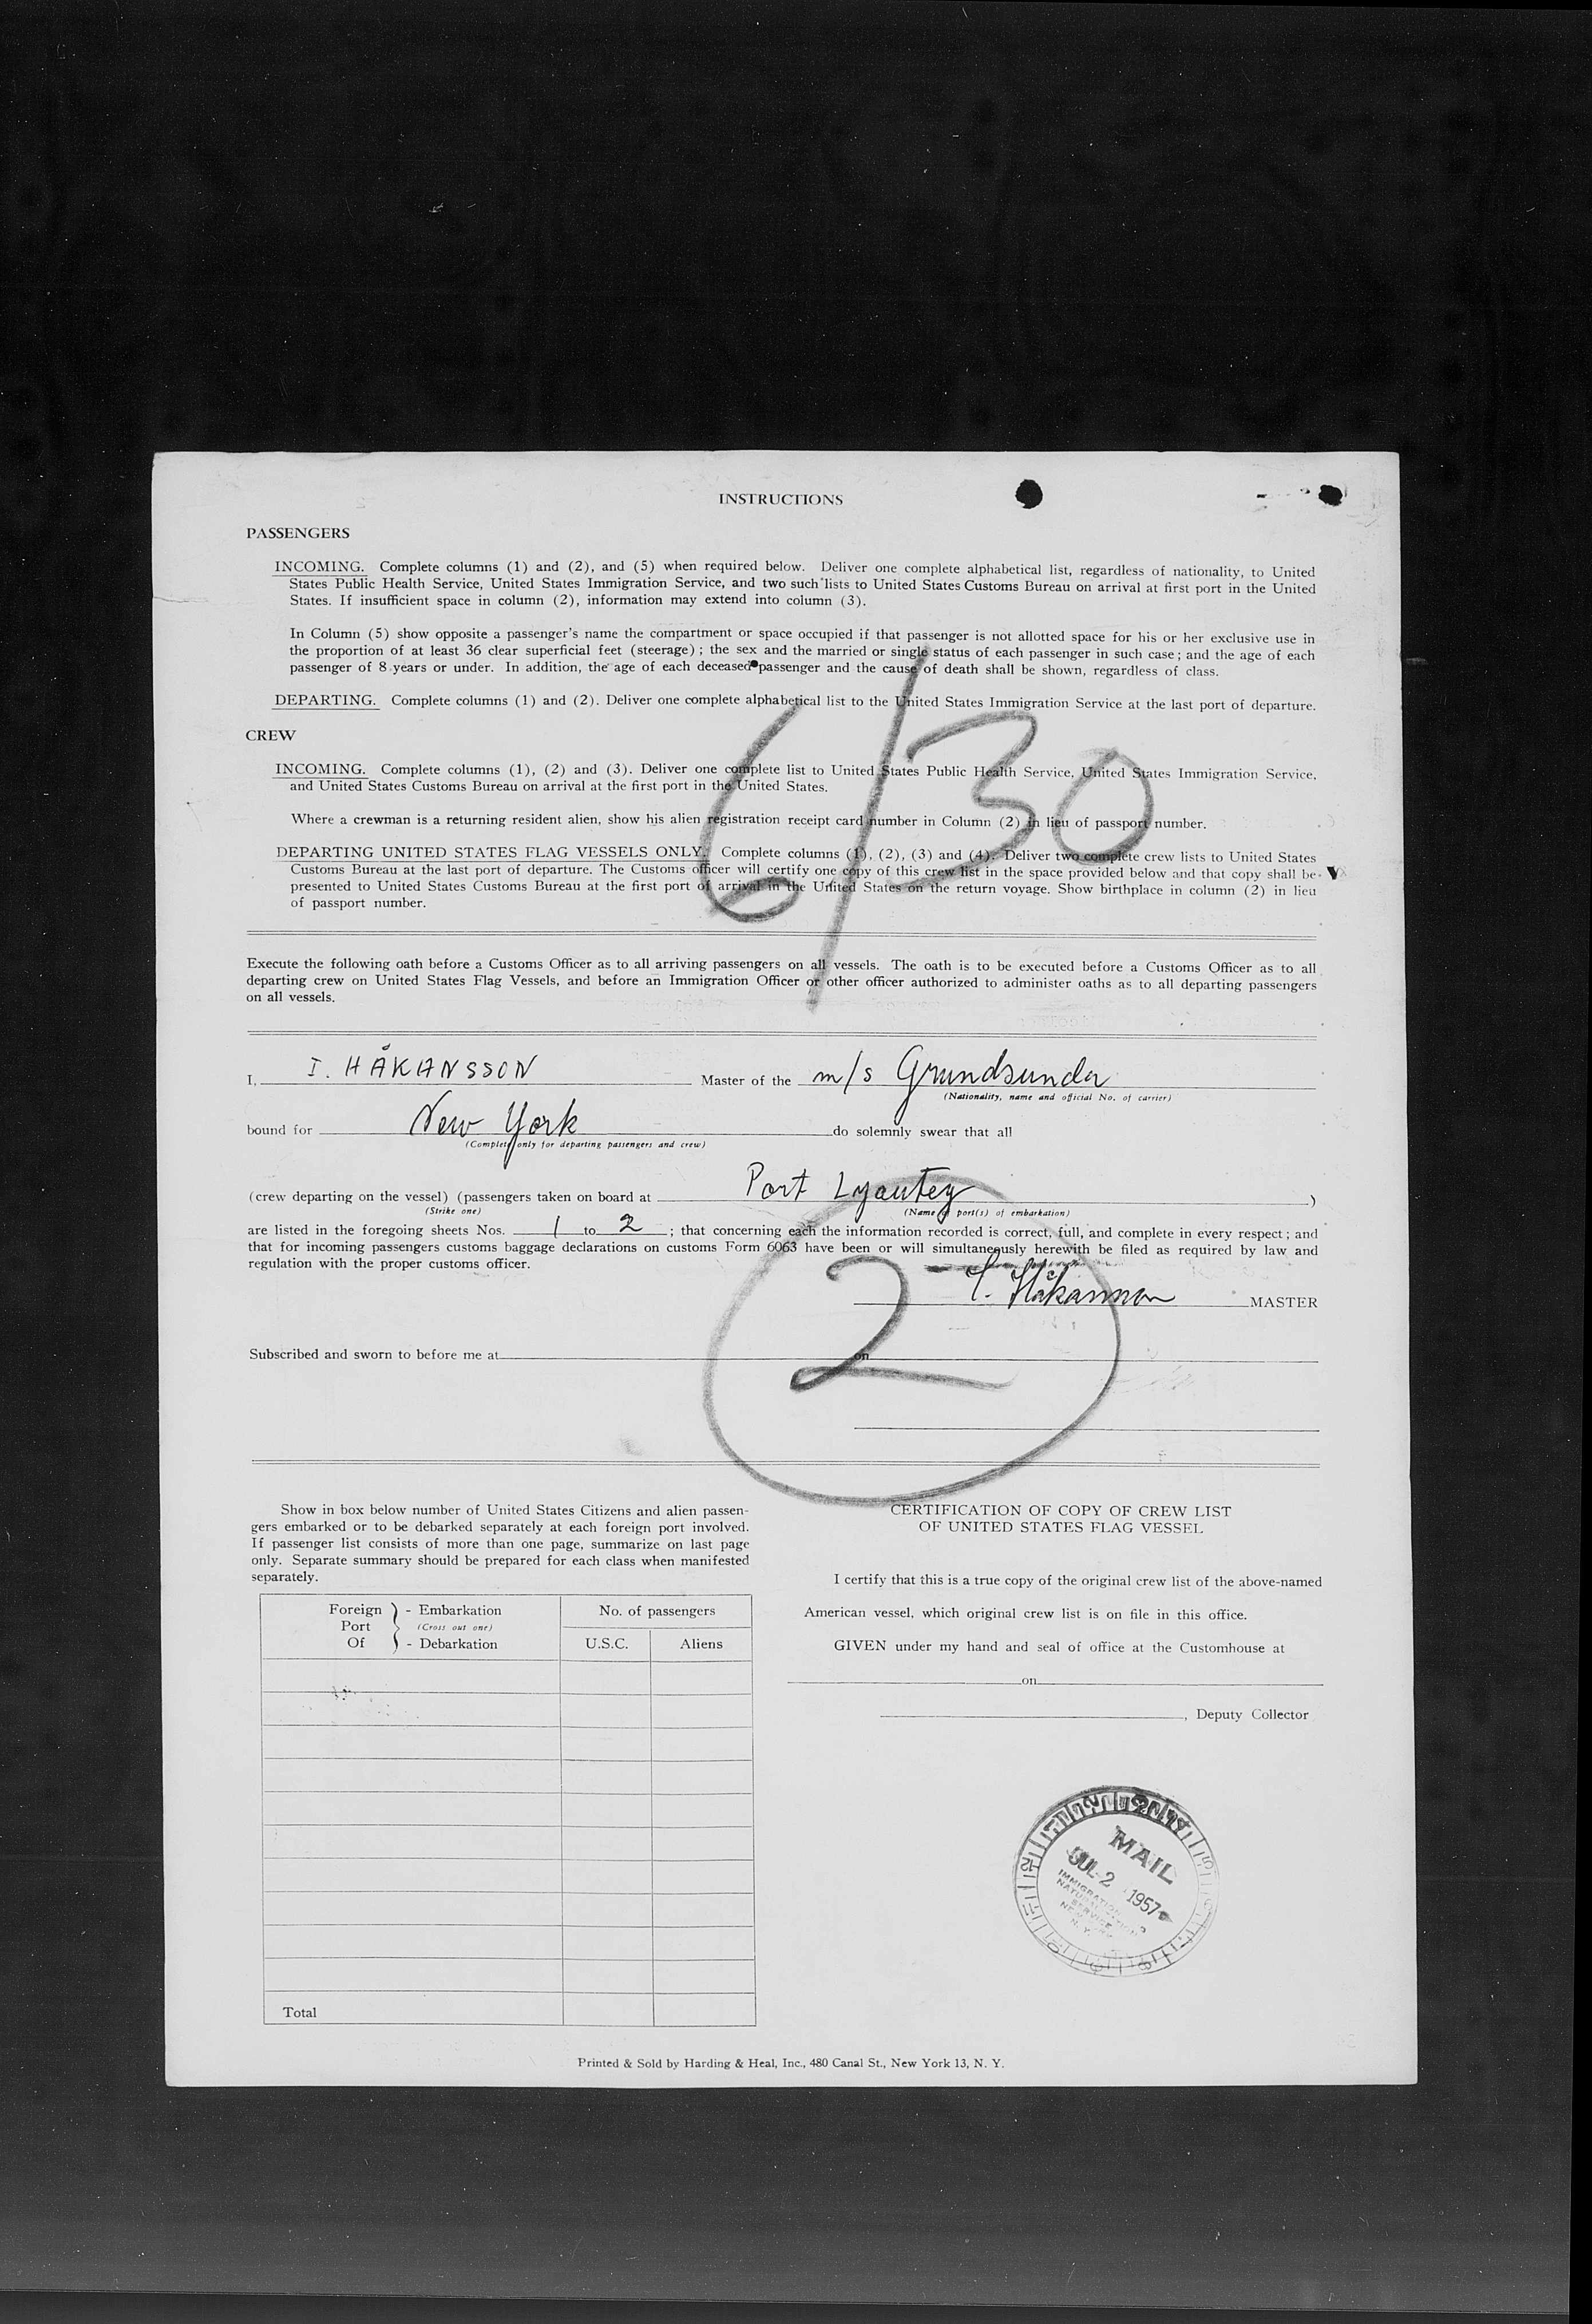 INSTRUCTIONS
PASSENGERS
INCOMING. Complete columns (1) and (2), and (5) when required below. Deliver one complete alphabetical list, regardless of nationality, to United
States Public Health Service, United States Immigration Service, and two such lists to United States Customs Bureau on arrival at first port in the United
States. If insufficient space in column (2), information may extend into column (3).
In Column (5) show opposite a passenger's name the compartment or space occupied if that passenger is not allotted space for his or her exclusive use in
the proportion of at least 36 clear superficial feet (steerage); the sex and the married or single status of each passenger in such case; and the age of each
passenger of 8 years or under. In addition, the age of each deceased passenger and the cause of death shall be shown, regardless of class.
DEPARTING. Complete columns (1) and (2). Deliver one complete alphabetical list to the United States Immigration Service at the last port of departure.
CREW
INCOMING. Complete columns (1), (2) and (3). Deliver one complete list to United States Public Health Service, United States Immigration Service,
and United States Customs Bureau on arrival at the first port in the United States.
Where a crewman is a returning resident alien, show his alien registration receipt card number in Column (2) in lieu of passport number.
DEPARTING UNITED STATES FLAG VESSELS ONLY. Complete columns (1), (2), (3) and (4). Deliver two complete crew lists to United States
Customs Bureau at the last port of departure. The Customs officer will certify one copy of this crew list in the space provided below and that copy shall be
presented to United States Customs Bureau at the first port of arrival in the United States on the return voyage. Show birthplace in column (2) in lieu
of passport number.
6/30
Execute the following oath before a Customs Officer as to all arriving passengers on all vessels. The oath is to be executed before a Customs Officer as to all
departing crew on United States Flag Vessels, and before an Immigration Officer or other officer authorized to administer oaths as to all departing passengers
on all vessels.
I, I. HÅKANSSON Master of the m/s Grundsunda
(Nationality, name and official No. of carrier)
bound for New York do solemnly swear that all
(Complete only for departing passengers and crew)
(crew departing on the vessel) (passengers taken on board at Port Lyautey )
(Strike one) (Name of port(s) of embarkation)
are listed in the foregoing sheets Nos. 1 to 2 ; that concerning each the information recorded is correct, full, and complete in every respect; and
that for incoming passengers customs baggage declarations on customs Form 6063 have been or will simultaneously herewith be filed as required by law and
regulation with the proper customs officer.
I. Håkansson MASTER
2
Subscribed and sworn to before me at on
Show in box below number of United States Citizens and alien passen-
gers embarked or to be debarked separately at each foreign port involved.
If passenger list consists of more than one page, summarize on last page
only. Separate summary should be prepared for each class when manifested
separately.
Foreign Port Of } - Embarkation (Cross out one) - Debarkation
No. of passengers
U.S.C. Aliens
Total
CERTIFICATION OF COPY OF CREW LIST
OF UNITED STATES FLAG VESSEL
I certify that this is a true copy of the original crew list of the above-named
American vessel, which original crew list is on file in this office.
GIVEN under my hand and seal of office at the Customhouse at
on
, Deputy Collector
MAIL
JUL 2 1957
IMMIGRATION
SERVICE
N. Y.
Printed & Sold by Harding & Heal, Inc., 480 Canal St., New York 13, N. Y.